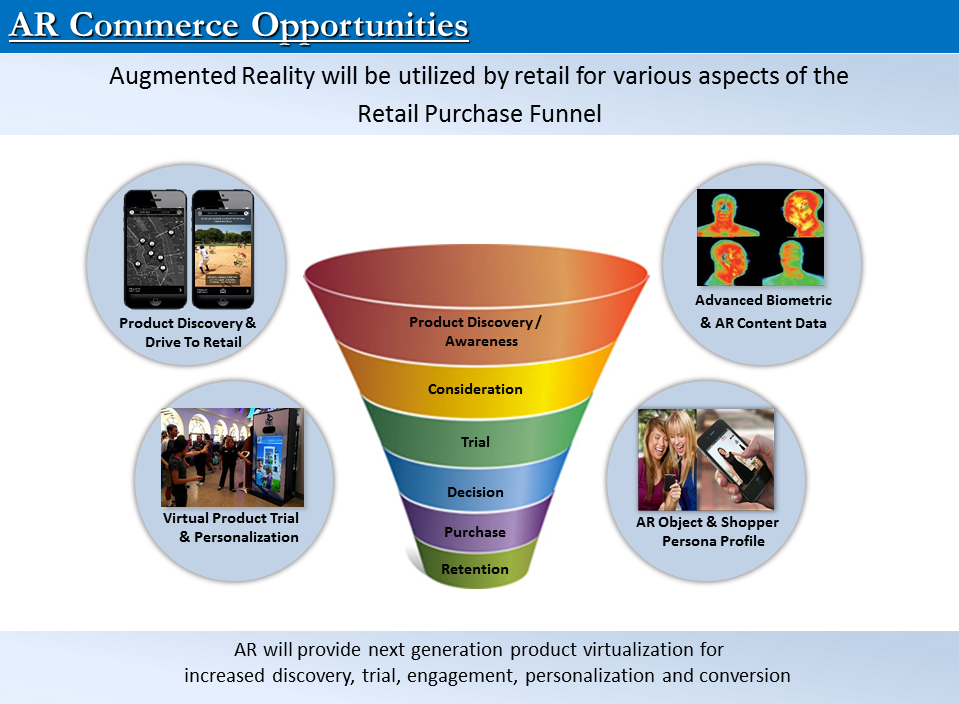 AR Commerce Opportunities
Augmented Reality will be utilized by retail for various aspects of the
Retail Purchase Funnel
Product Discovery &
Drive To Retail
Advanced Biometric
& AR Content Data
Product Discovery /
Awareness
Consideration
Trial
Decision
Purchase
Retention
Virtual Product Trial
& Personalization
AR Object & Shopper
Persona Profile
AR will provide next generation product virtualization for
increased discovery, trial, engagement, personalization and conversion